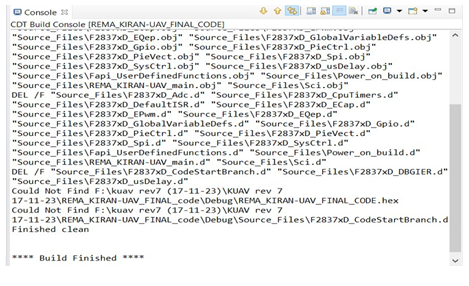 Console
CDT Build Console [REMA_KIRAN-UAV_FINAL_CODE]
"Source_Files\F2837xD_EQep.obj" "Source_Files\F2837xD_GlobalVariableDefs.obj"
"Source_Files\F2837xD_Gpio.obj" "Source_Files\F2837xD_PieCtrl.obj"
"Source_Files\F2837xD_PieVect.obj" "Source_Files\F2837xD_Spi.obj"
"Source_Files\F2837xD_SysCtrl.obj" "Source_Files\F2837xD_usDelay.obj"
"Source_Files\Fapi_UserDefinedFunctions.obj" "Source_Files\Power_on_build.obj"
"Source_Files\REMA_KIRAN-UAV_main.obj" "Source_Files\Sci.obj"
DEL /F "Source_Files\F2837xD_Adc.d" "Source_Files\F2837xD_CpuTimers.d"
"Source_Files\F2837xD_DefaultISR.d" "Source_Files\F2837xD_ECap.d"
"Source_Files\F2837xD_EPwm.d" "Source_Files\F2837xD_EQep.d"
"Source_Files\F2837xD_GlobalVariableDefs.d" "Source_Files\F2837xD_Gpio.d"
"Source_Files\F2837xD_PieCtrl.d" "Source_Files\F2837xD_PieVect.d"
"Source_Files\F2837xD_Spi.d" "Source_Files\F2837xD_SysCtrl.d"
"Source_Files\Fapi_UserDefinedFunctions.d" "Source_Files\Power_on_build.d"
"Source_Files\REMA_KIRAN-UAV_main.d" "Source_Files\Sci.d"
DEL /F "Source_Files\F2837xD_CodeStartBranch.d" "Source_Files\DBGIER.d"
"Source_Files\F2837xD_usDelay.d"
Could Not Find F:\kuav rev7 (17-11-23)\KUAV rev 7
17-11-23\REMA_KIRAN-UAV_FINAL_code\Debug\REMA_KIRAN-UAV_FINAL_CODE.hex
Could Not Find F:\kuav rev7 (17-11-23)\KUAV rev 7
17-11-23\REMA_KIRAN-UAV_FINAL_code\Debug\Source_Files\F2837xD_CodeStartBranch.d
Finished clean
**** Build Finished ****